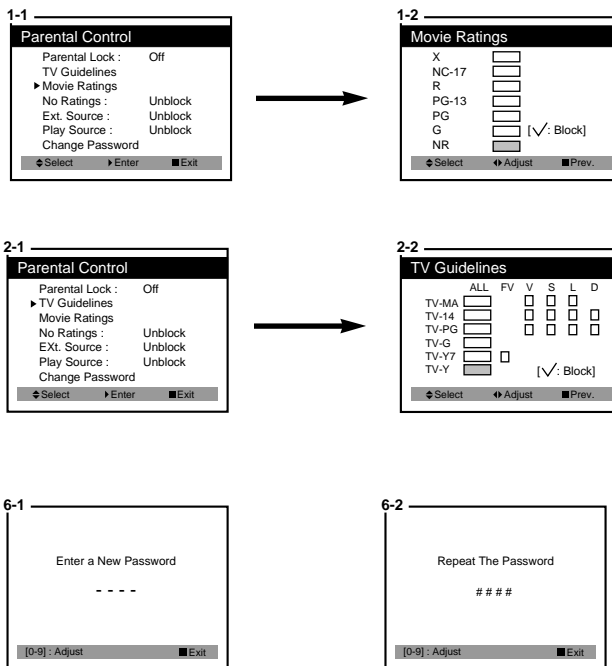 1-1
Parental Control
Parental Lock : Off
TV Guidelines
Movie Ratings
No Ratings : Unblock
Ext. Source : Unblock
Play Source : Unblock
Change Password
Select Enter Exit
1-2
Movie Ratings
X
NC-17
R
PG-13
PG
G [✓: Block]
NR
Select Adjust Prev.
2-1
Parental Control
Parental Lock : Off
TV Guidelines
Movie Ratings
No Ratings : Unblock
EXt. Source : Unblock
Play Source : Unblock
Change Password
Select Enter Exit
2-2
TV Guidelines
ALL FV V S L D
TV-MA
TV-14
TV-PG
TV-G
TV-Y7
TV-Y [✓: Block]
Select Adjust Prev.
6-1
Enter a New Password
- - - -
[0-9] : Adjust Exit
6-2
Repeat The Password
# # # #
[0-9] : Adjust Exit